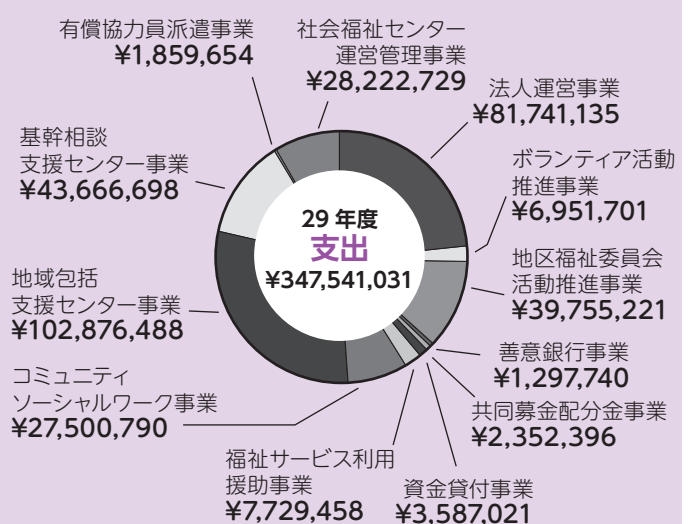 有償協力員派遣事業
¥1,859,654
社会福祉センター
運営管理事業
¥28,222,729
法人運営事業
¥81,741,135
基幹相談
支援センター事業
¥43,666,698
ボランティア活動
推進事業
¥6,951,701
29 年度
支出
¥347,541,031
地区福祉委員会
活動推進事業
¥39,755,221
地域包括
支援センター事業
¥102,876,488
善意銀行事業
¥1,297,740
コミュニティ
ソーシャルワーク事業
¥27,500,790
共同募金配分金事業
¥2,352,396
福祉サービス利用
援助事業
¥7,729,458
資金貸付事業
¥3,587,021